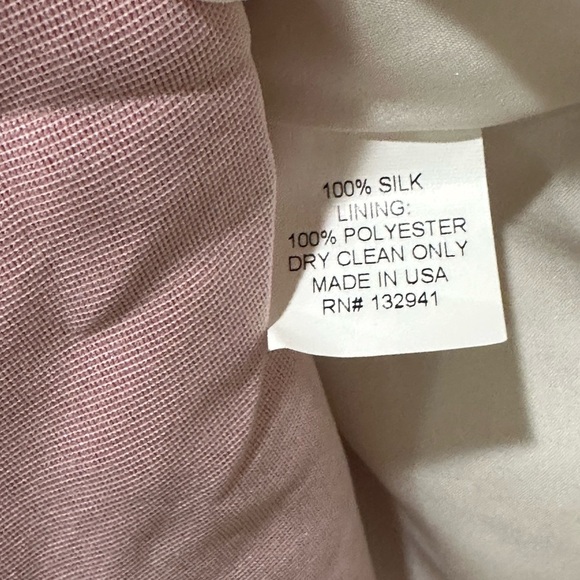 100% SILK
LINING:
100% POLYESTER
DRY CLEAN ONLY
MADE IN USA
RN# 132941